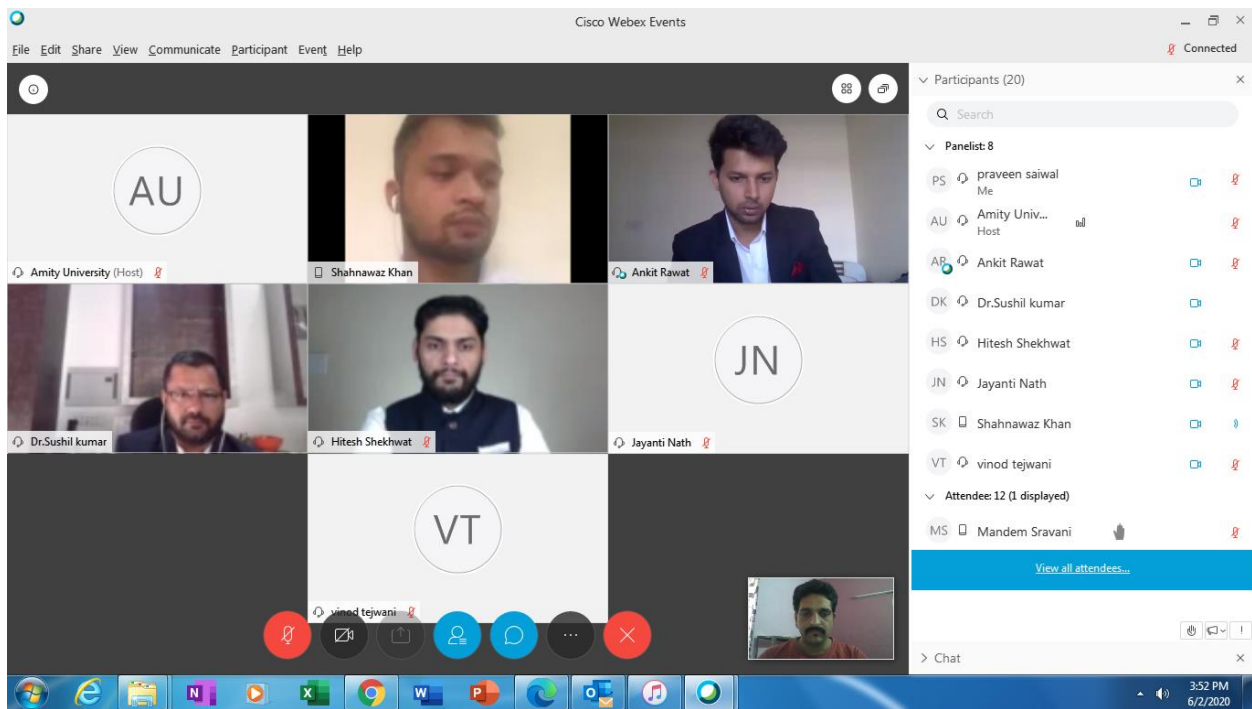 Cisco Webex Events
File Edit Share View Communicate Participant Event Help
Connected
AU
Amity University (Host)
Shahnawaz Khan
Ankit Rawat
Dr.Sushil kumar
Hitesh Shekhwat
JN
Jayanti Nath
VT
vinod tejwani
Participants (20)
Search
Panelist: 8
PS praveen saiwal
Me
AU Amity Univ...
Host
AR Ankit Rawat
DK Dr.Sushil kumar
HS Hitesh Shekhwat
JN Jayanti Nath
SK Shahnawaz Khan
VT vinod tejwani
Attendee: 12 (1 displayed)
MS Mandem Sravani
View all attendees...
Chat
3:52 PM
6/2/2020